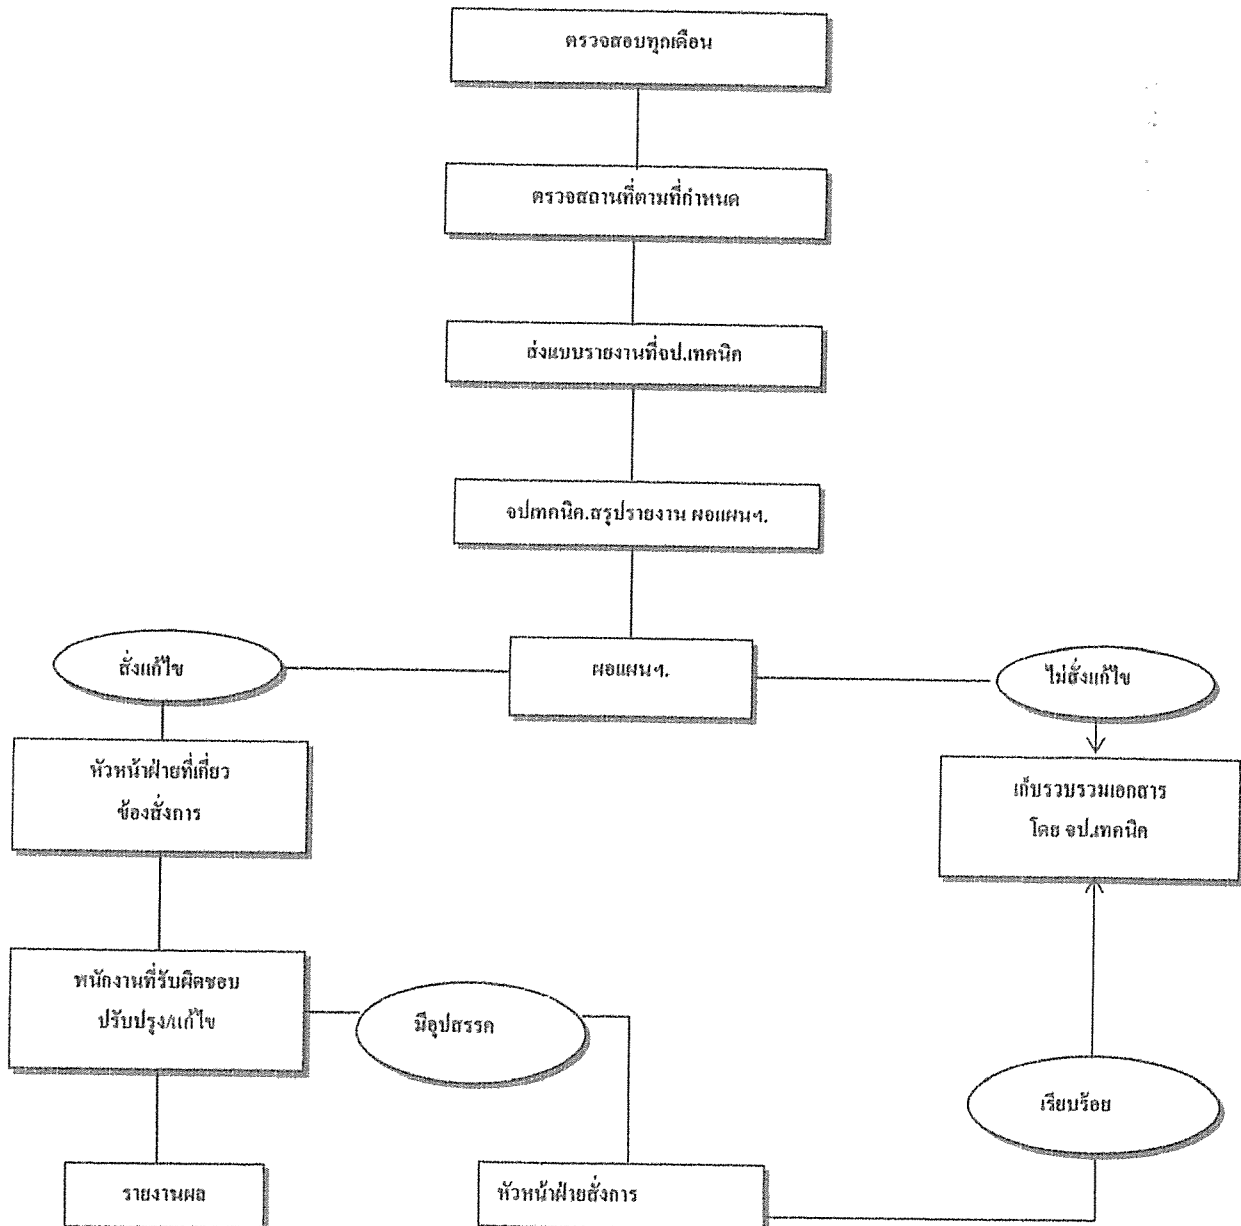 ตรวจสอบทุกเดือน
ตรวจสถานที่ตามที่กำหนด
ส่งแบบรายงานที่จป.เทคนิค
จปเทคนิค.สรุปรายงาน ผอแผนฯ.
สั่งแก้ไข
ผอแผนฯ.
ไม่สั่งแก้ไข
หัวหน้าฝ่ายที่เกี่ยว
ข้องสั่งการ
เก็บรวบรวมเอกสาร
โดย จป.เทคนิค
พนักงานที่รับผิดชอบ
ปรับปรุง/แก้ไข
มีอุปสรรค
เรียบร้อย
รายงานผล
หัวหน้าฝ่ายสั่งการ